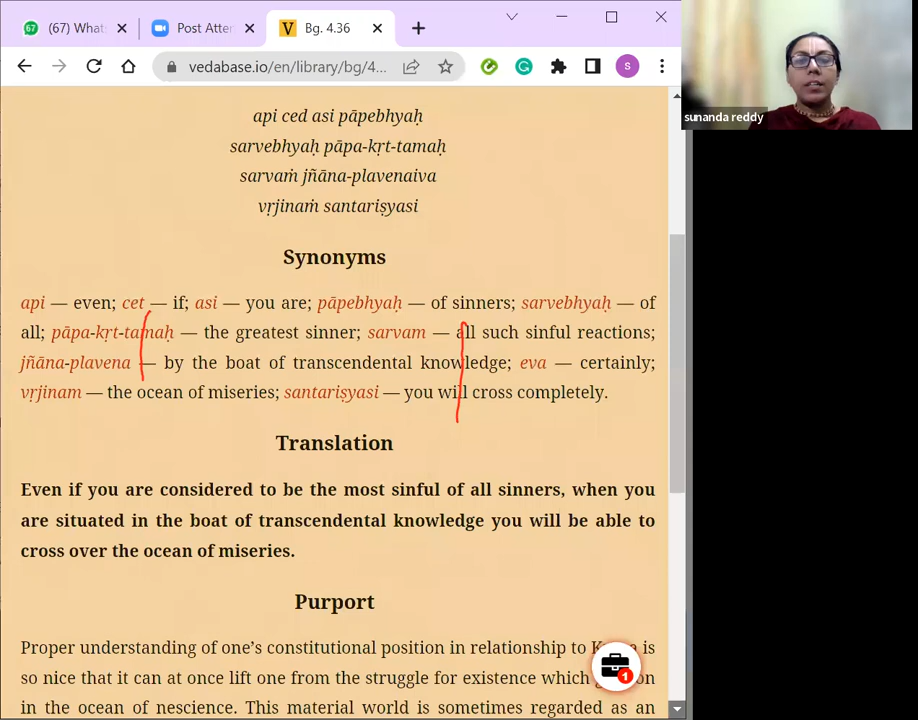 (67) What
Post Atter
Bg. 4.36
vedabase.io/en/library/bg/4...
S
sunanda reddy
api ced asi pāpebhyaḥ
sarvebhyaḥ pāpa-kṛt-tamaḥ
sarvaṁ jñāna-plavenaiva
vṛjinaṁ santariṣyasi
Synonyms
api — even; cet — if; asi — you are; pāpebhyaḥ — of sinners; sarvebhyaḥ — of
all; pāpa-kṛt-tamaḥ — the greatest sinner; sarvam — all such sinful reactions;
jñāna-plavena — by the boat of transcendental knowledge; eva — certainly;
vṛjinam — the ocean of miseries; santariṣyasi — you will cross completely.
Translation
Even if you are considered to be the most sinful of all sinners, when you
are situated in the boat of transcendental knowledge you will be able to
cross over the ocean of miseries.
Purport
Proper understanding of one's constitutional position in relationship to is
so nice that it can at once lift one from the struggle for existence which
1
in the ocean of nescience. This material world is sometimes regarded as an